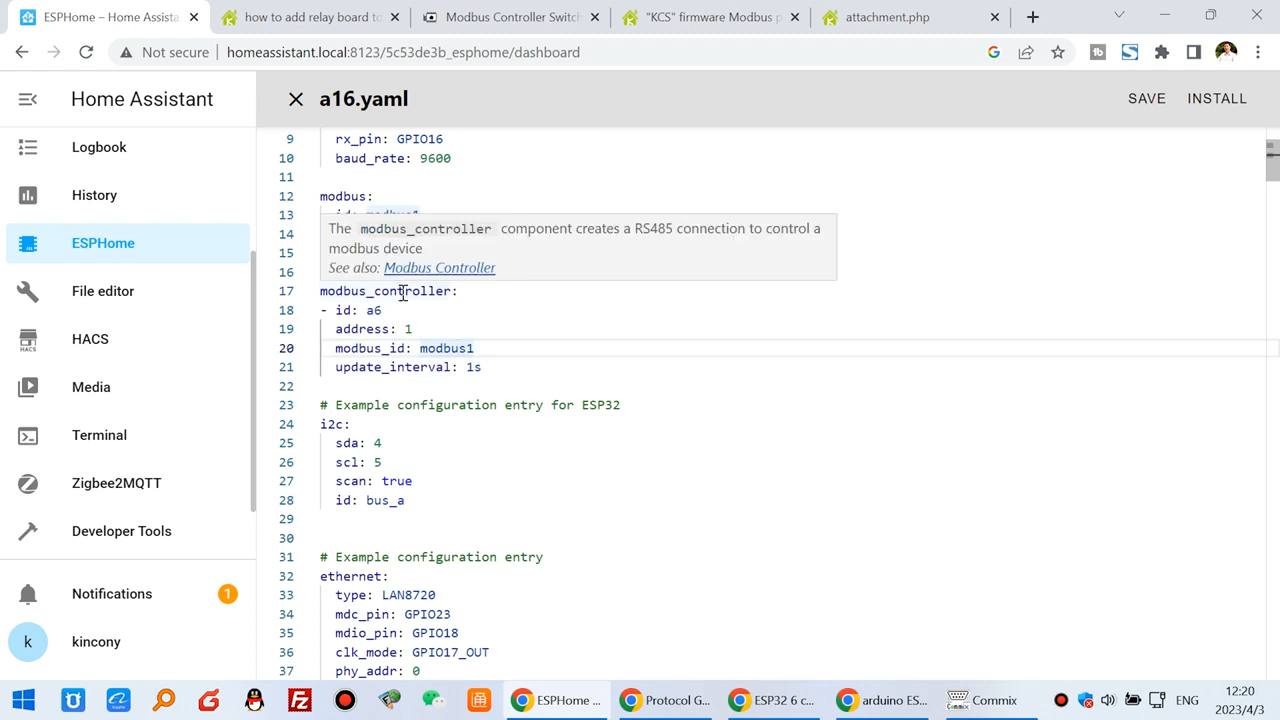 ESPHome – Home Assistant
how to add relay board to
Modbus Controller Switch
"KCS" firmware Modbus p
attachment.php
Not secure
homeassistant.local:8123/5c53de3b_esphome/dashboard
Home Assistant
a16.yaml
SAVE
INSTALL
Logbook
History
ESPHome
File editor
HACS
HACS
Media
Terminal
Zigbee2MQTT
Developer Tools
Notifications
1
k
kincony
9 rx_pin: GPIO16
10 baud_rate: 9600
11
12 modbus:
13 id: modbus1
14
15
16
The modbus_controller component creates a RS485 connection to control a
modbus device
See also: Modbus Controller
17 modbus_controller:
18 - id: a6
19 address: 1
20 modbus_id: modbus1
21 update_interval: 1s
22
23 # Example configuration entry for ESP32
24 i2c:
25 sda: 4
26 scl: 5
27 scan: true
28 id: bus_a
29
30
31 # Example configuration entry
32 ethernet:
33 type: LAN8720
34 mdc_pin: GPIO23
35 mdio_pin: GPIO18
36 clk_mode: GPIO17_OUT
37 phy_addr: 0
ESPHome ...
Protocol G...
ESP32 6 c...
arduino ES...
Commix
Commix
ENG
12:20
2023/4/3